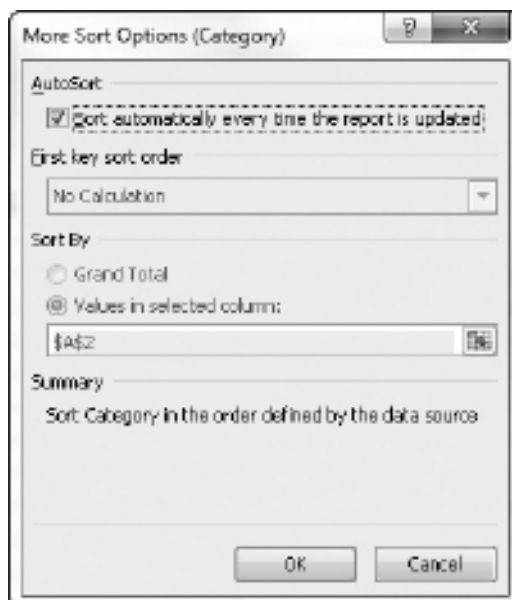 More Sort Options (Category)
?
AutoSort
Sort automatically every time the report is updated
First key sort order
No Calculation
Sort By
Grand Total
Values in selected column:
$A$2
Summary
Sort Category in the order defined by the data source
OK Cancel